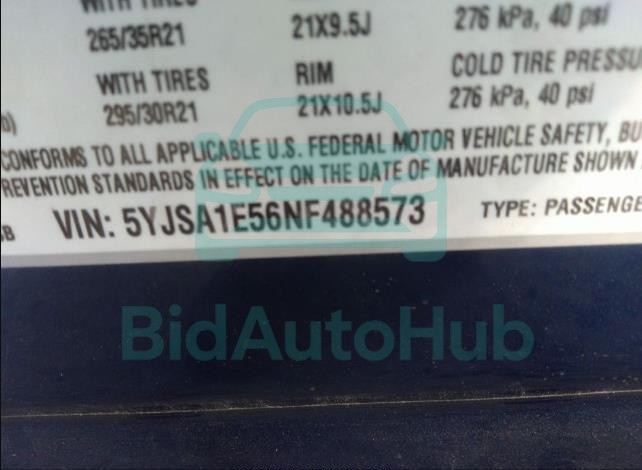 WITH TIRES
265/35R21 21X9.5J 276 kPa, 40 psi
WITH TIRES RIM COLD TIRE PRESSU
295/30R21 21X10.5J 276 kPa, 40 psi
CONFORMS TO ALL APPLICABLE U.S. FEDERAL MOTOR VEHICLE SAFETY, BU
REVENTION STANDARDS IN EFFECT ON THE DATE OF MANUFACTURE SHOWN
VIN: 5YJSA1E56NF488573 TYPE: PASSENGE
BidAutoHub